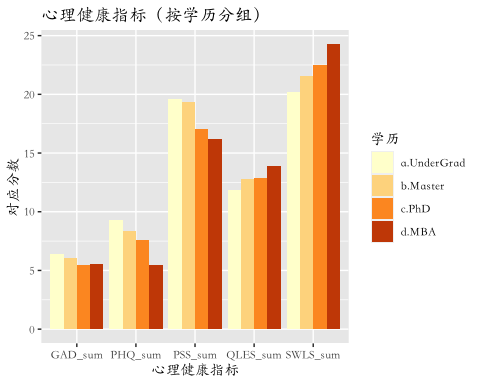 心理健康指标（按学历分组）
25
20
15
10
5
0
对应分数
GAD_sum PHQ_sum PSS_sum QLES_sum SWLS_sum
心理健康指标
学历
a.UnderGrad
b.Master
c.PhD
d.MBA